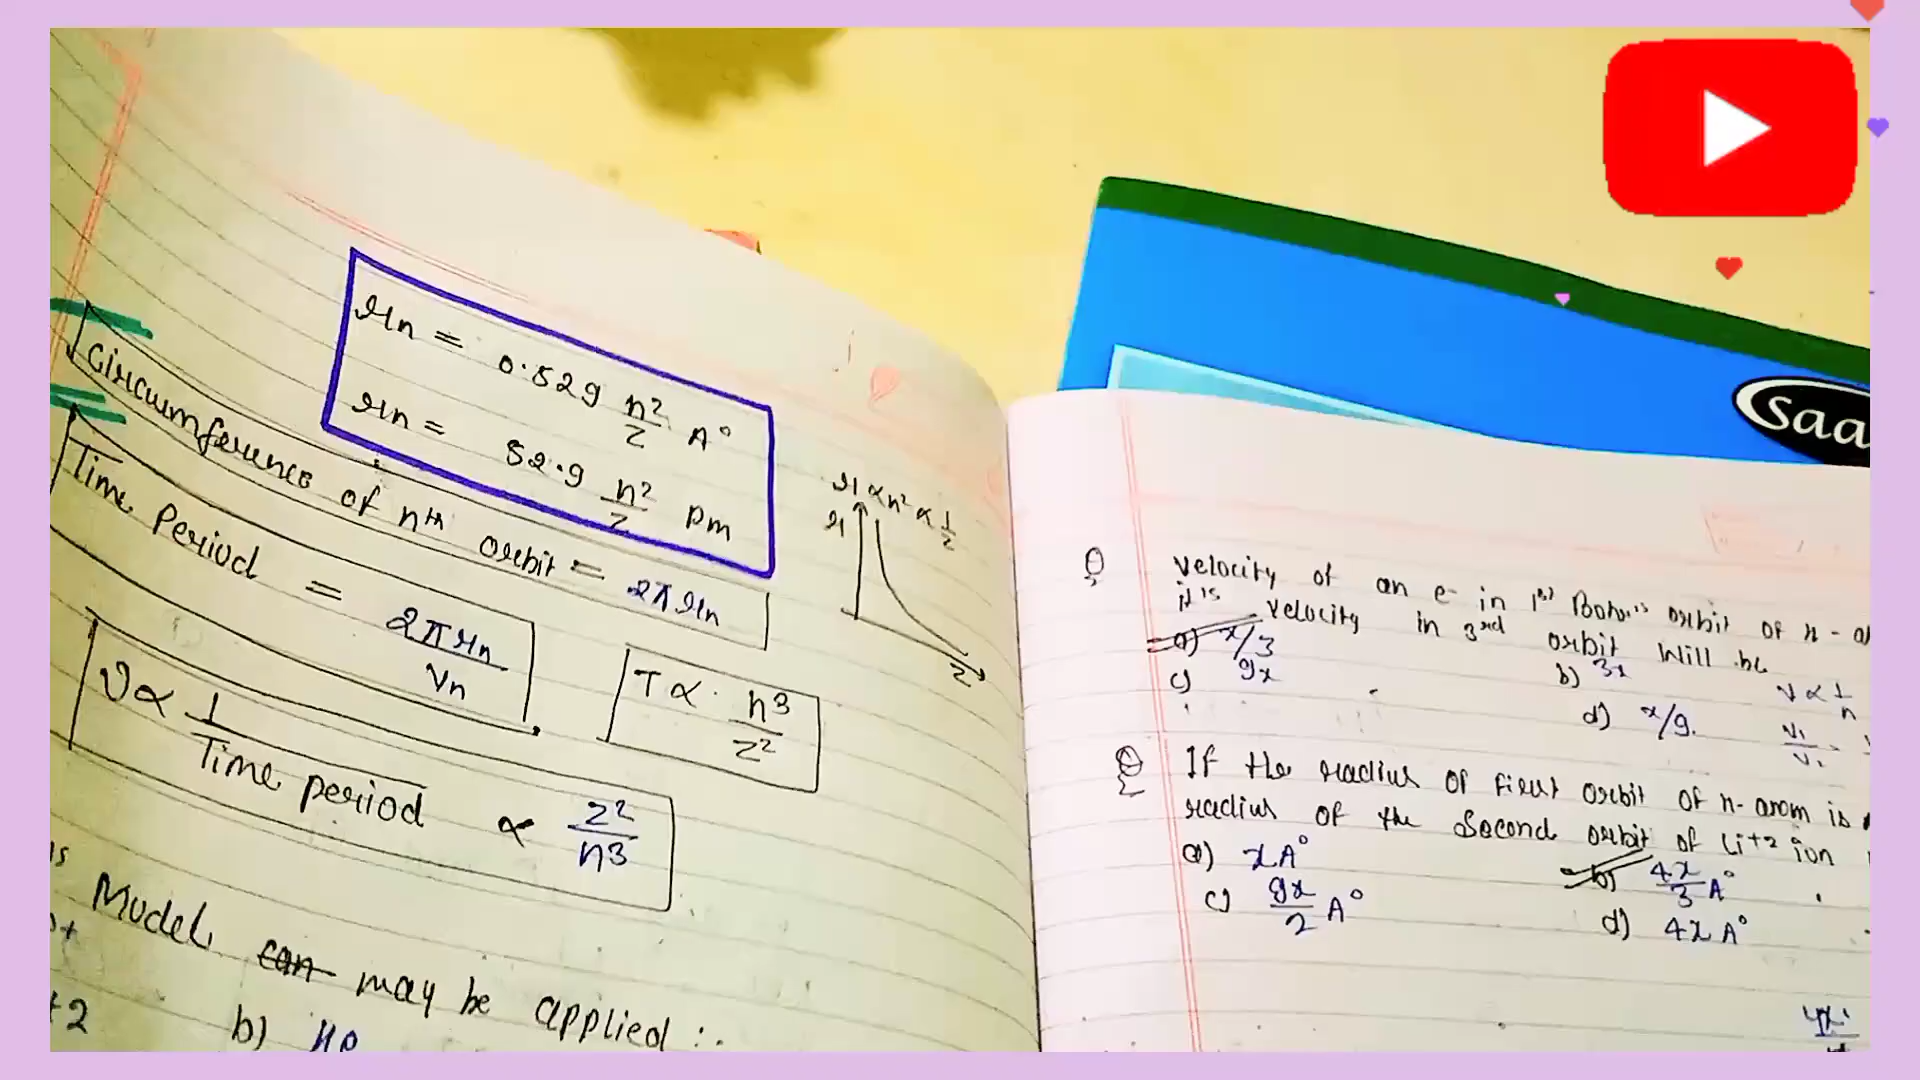 rn = 0.529 n²/Z A°
rn = 52.9 n²/Z pm
r ∝ n² ∝ 1/Z
r
Z
Circumference of nth orbit = 2πrn
Time Period = 2πrn/Vn
T ∝ n³/Z²
ν ∝ 1/Time period ∝ Z²/n³
Model can may be applied :
+2 b) He
saa
Q velocity of an e- in 1st Bohr's orbit of
it is velocity in 3rd orbit will be
a) x/3 b) 3x
c) 9x d) x/9.
v ∝ 1/n
Q If the radius of first orbit of n-atom is
radius of the Second orbit of Li+2 ion
a) xA° b) 4x/3 A°
c) 9x/2 A° d) 4x A°